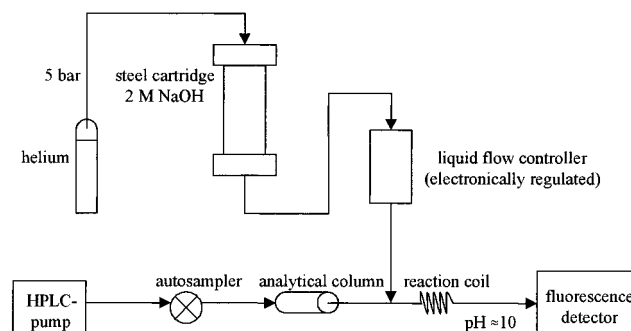 5 bar
steel cartridge
2 M NaOH
helium
liquid flow controller
(electronically regulated)
autosampler
analytical column
reaction coil
HPLC-
pump
pH ≈10
fluorescence
detector